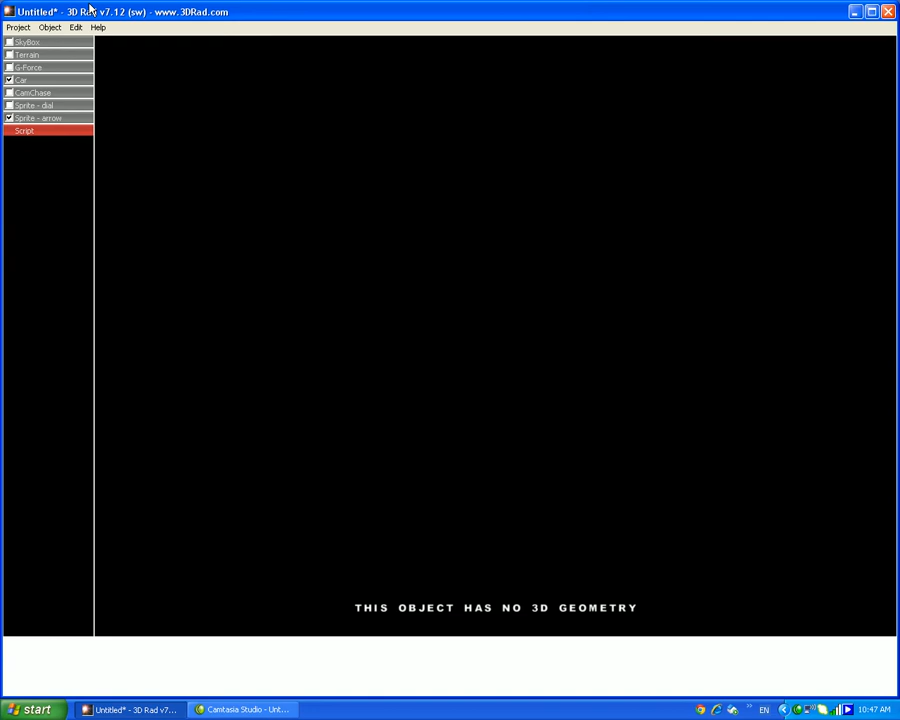 Untitled* - 3D Rad v7.12 (sw) - www.3DRad.com
Project Object Edit Help
SkyBox
Terrain
G-Force
Car
CamChase
Sprite - dial
Sprite - arrow
Script
THIS OBJECT HAS NO 3D GEOMETRY
start Untitled* - 3D Rad v7... Camtasia Studio - Unt... EN 10:47 AM